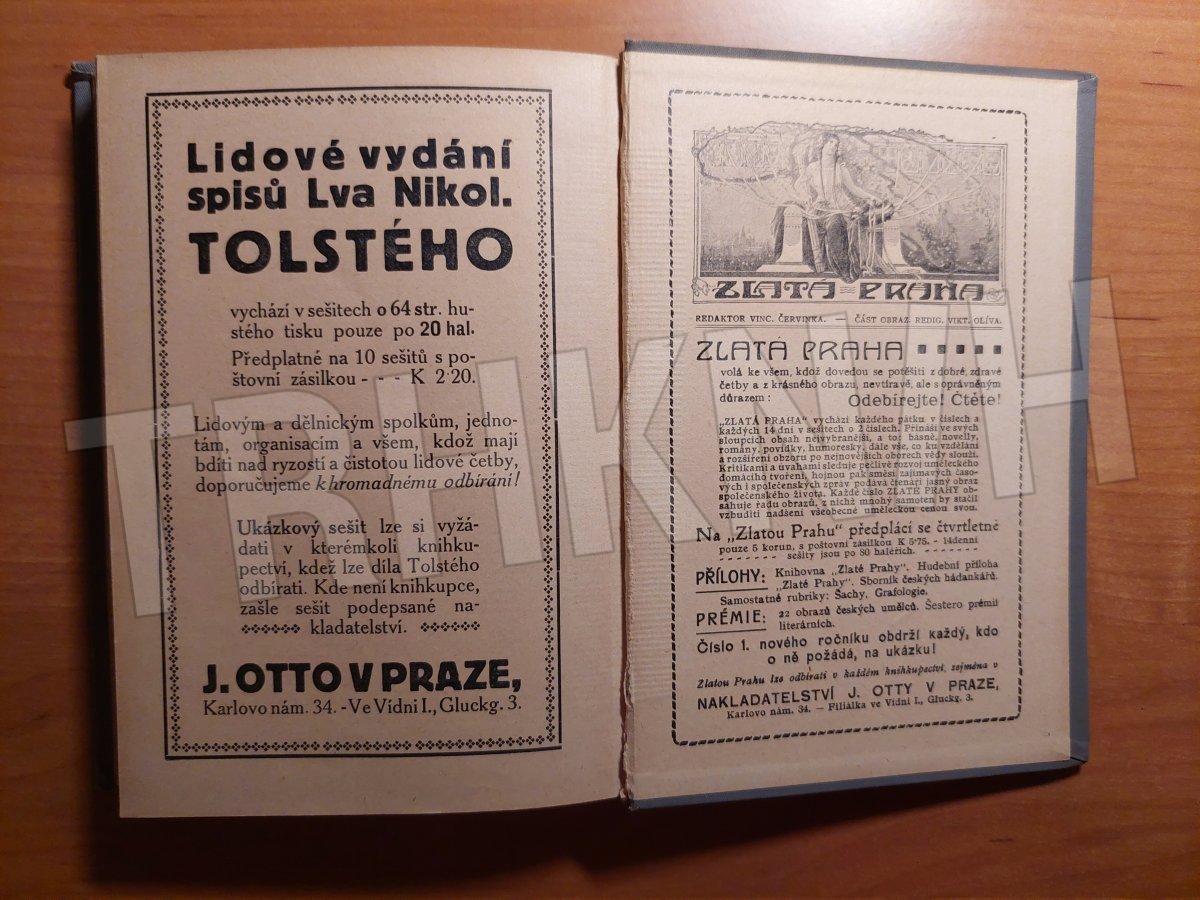 Lidové vydání
spisů Lva Nikol.
TOLSTÉHO
vychází v sešitech o 64 str. hu-
stého tisku pouze po 20 hal.
Předplatné na 10 sešitů s po-
štovní zásilkou - - - K 2·20.
Lidovým a dělnickým spolkům, jedno-
tám, organisacím a všem, kdož mají
bdíti nad ryzostí a čistotou lidové četby,
doporučujeme k hromadnému odbírání!
Ukázkový sešit lze si vyžá-
dati v kterémkoli knihku-
pectví, kdež lze díla Tolstého
odbírati. Kde není knihkupce,
zašle sešit podepsané na-
kladatelství.
J. OTTO V PRAZE,
Karlovo nám. 34. - Ve Vídni I., Gluckg. 3.
ZLATÁ PRAHA
REDAKTOR VINC. ČERVINKA. - ČÁST OBRAZ. REDIG. VIKT. OLÍVA.
ZLATÁ PRAHA
volá ke všem, kdož dovedou se potěšiti z dobré, zdravé
četby a z krásného obrazu, nevtíravě, ale s oprávněným
důrazem: Odebírejte! Čtěte!
„ZLATÁ PRAHA“ vychází každého pátku v číslech a
každých 14 dní v sešitech o 2 číslech. Přináší ve svých
sloupcích obsah nejvybranější, a to: básně, novelly,
romány, povídky, humoresky, dále vše, co ku vzdělání
a rozšíření obzoru po nejnovějších oborech vědy slouží.
Kritikami a úvahami sleduje pečlivě rozvoj uměleckého
domácího tvoření, hojnou pak směsí zajímavých časo-
vých i společenských zpráv podává čtenáři jasný obraz
společenského života. Každé číslo ZLATÉ PRAHY ob-
sahuje řadu obrazů, z nichž mnohý samoten by stačil
vzbuditi nadšení všeobecné uměleckou cenou svou.
Na „Zlatou Prahu“ předplácí se čtvrtletně
pouze 5 korun, s poštovní zásilkou K 5·75. - 14denní
sešity jsou po 80 haléřích.
PŘÍLOHY: Knihovna „Zlaté Prahy“. Hudební příloha
„Zlaté Prahy“. Sborník českých hádankářů.
Samostatné rubriky: Šachy, Grafologie.
PRÉMIE: 22 obrazů českých umělců. Šestero prémií
literárních.
Číslo 1. nového ročníku obdrží každý, kdo
o ně požádá, na ukázku!
Zlatou Prahu lze odbírati v každém knihkupectví, zejména v
NAKLADATELSTVÍ J. OTTY V PRAZE,
Karlovo nám. 34. — Filiálka ve Vídni I., Gluckg. 3.
TRHKNIH